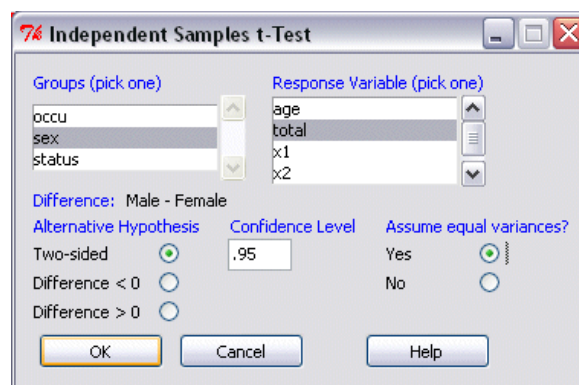 Independent Samples t-Test
Groups (pick one)
occu
sex
status
Response Variable (pick one)
age
total
x1
x2
Difference: Male - Female
Alternative Hypothesis
Two-sided
Difference < 0
Difference > 0
Confidence Level
.95
Assume equal variances?
Yes
No
OK
Cancel
Help